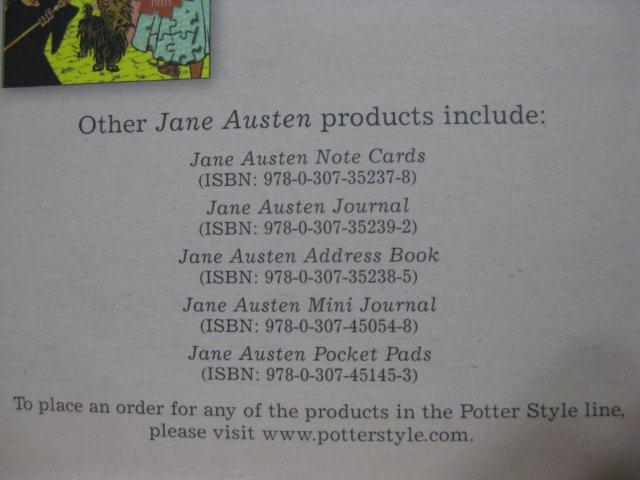 PIECES
Other Jane Austen products include:
Jane Austen Note Cards
(ISBN: 978-0-307-35237-8)
Jane Austen Journal
(ISBN: 978-0-307-35239-2)
Jane Austen Address Book
(ISBN: 978-0-307-35238-5)
Jane Austen Mini Journal
(ISBN: 978-0-307-45054-8)
Jane Austen Pocket Pads
(ISBN: 978-0-307-45145-3)
To place an order for any of the products in the Potter Style line,
please visit www.potterstyle.com.